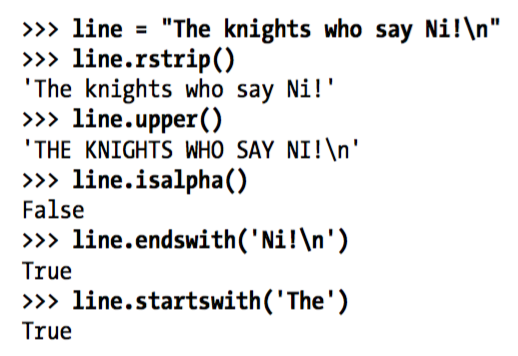 >>> line = "The knights who say Ni!\n"
>>> line.rstrip()
'The knights who say Ni!'
>>> line.upper()
'THE KNIGHTS WHO SAY NI!\n'
>>> line.isalpha()
False
>>> line.endswith('Ni!\n')
True
>>> line.startswith('The')
True